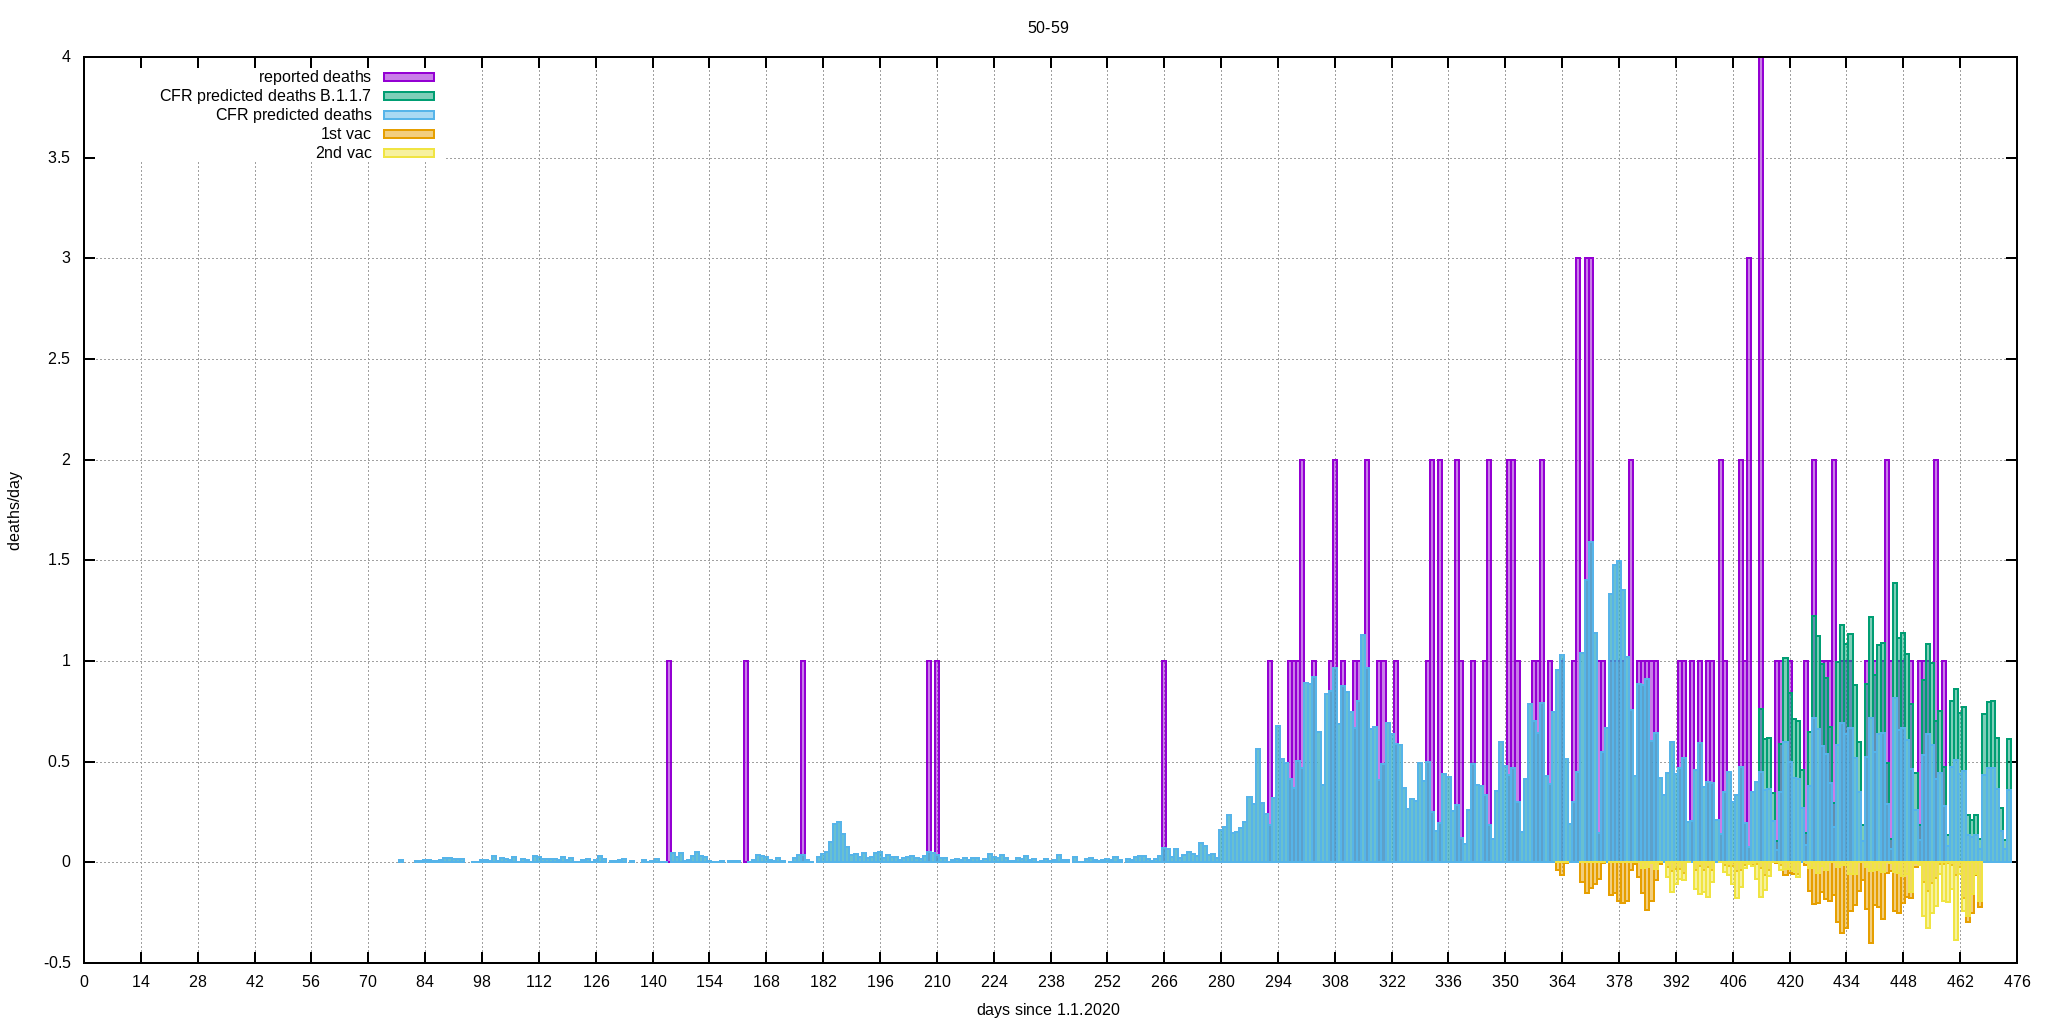 50-59
reported deaths
CFR predicted deaths B.1.1.7
CFR predicted deaths
1st vac
2nd vac
4
3.5
3
2.5
2
1.5
1
0.5
0
-0.5
deaths/day
0 14 28 42 56 70 84 98 112 126 140 154 168 182 196 210 224 238 252 266 280 294 308 322 336 350 364 378 392 406 420 434 448 462 476
days since 1.1.2020